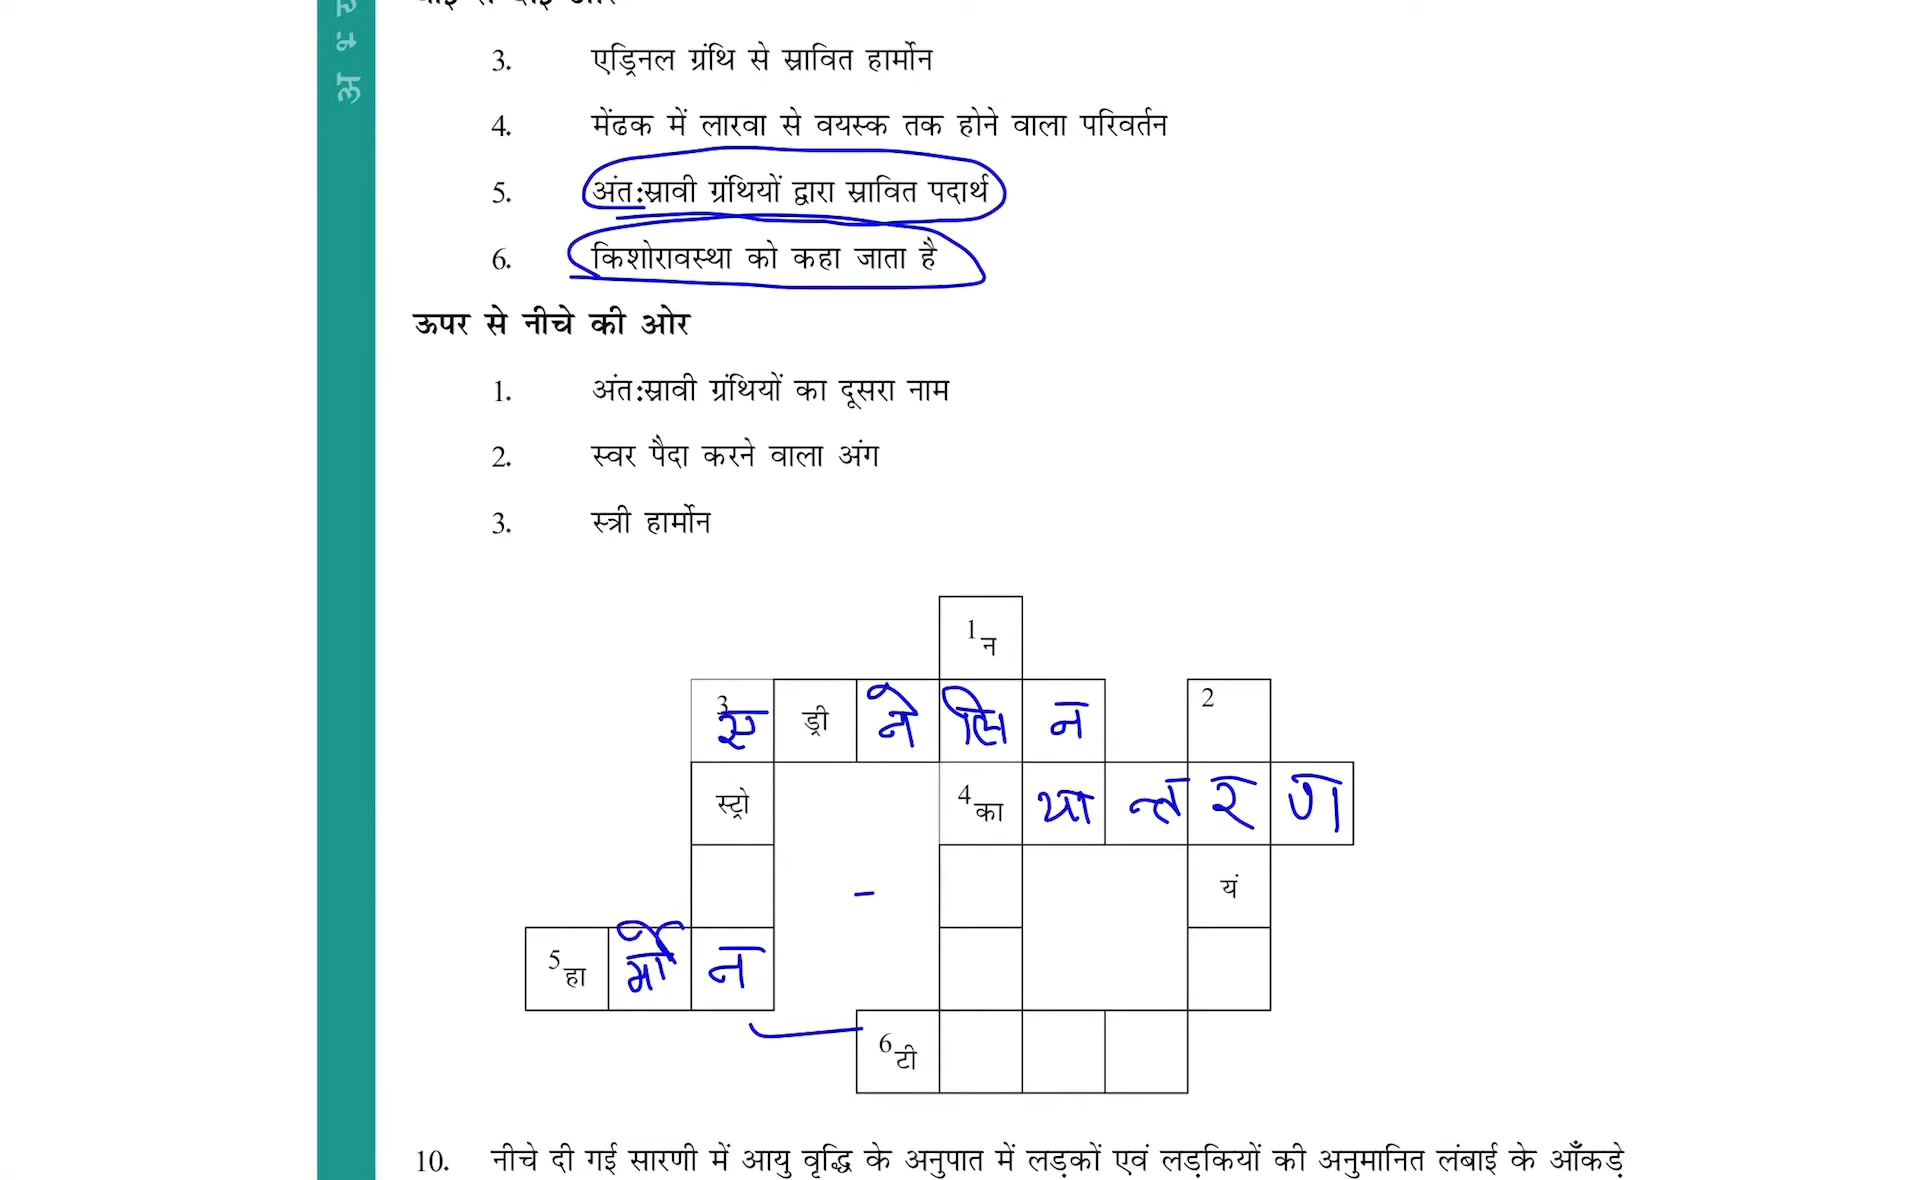 3. एड्रिनल ग्रंथि से स्रावित हार्मोन
4. मेंढक में लारवा से वयस्क तक होने वाला परिवर्तन
5. अंत:स्रावी ग्रंथियों द्वारा स्रावित पदार्थ
6. किशोरावस्था को कहा जाता है
ऊपर से नीचे की ओर
1. अंत:स्रावी ग्रंथियों का दूसरा नाम
2. स्वर पैदा करने वाला अंग
3. स्त्री हार्मोन
1 न
3 ए ड्री ने लि न 2
स्ट्रो 4 का या न्त र ण
यं
5 हा र्मो न
6 टी
10. नीचे दी गई सारणी में आयु वृद्धि के अनुपात में लड़कों एवं लड़कियों की अनुमानित लंबाई के आँकड़े